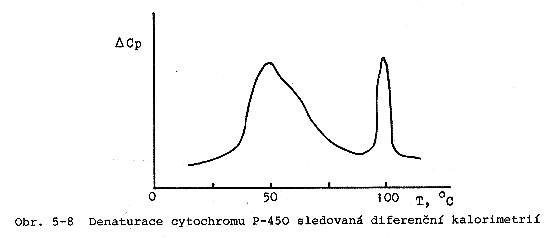 ΔCp
0 50 100 T, °C
Obr. 5-8 Denaturace cytochromu P-450 sledovaná diferenční kalorimetrií